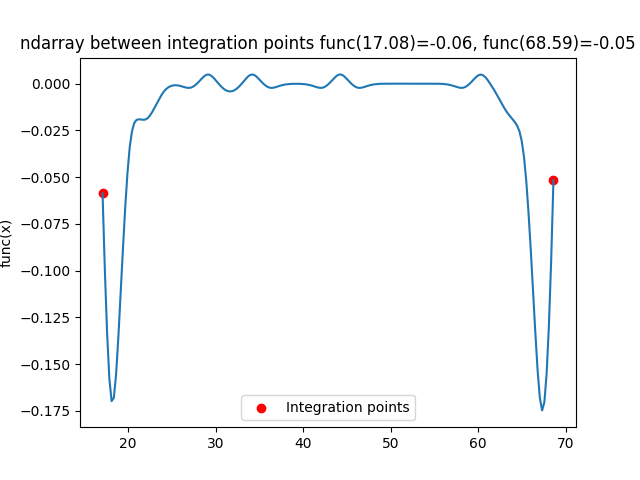 ndarray between integration points func(17.08)=-0.06, func(68.59)=-0.05
0.000
−0.025
−0.050
−0.075
−0.100
−0.125
−0.150
−0.175
func(x)
Integration points
20 30 40 50 60 70